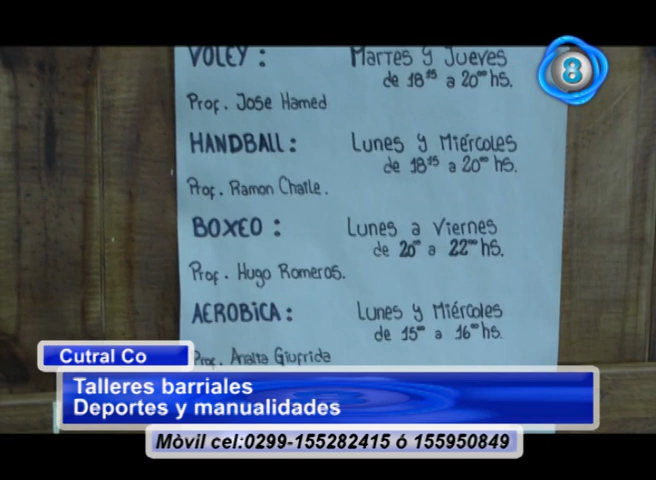 8
VOLEY : Martes y Jueves
de 18¹⁵ a 20⁰⁰ hs.
Prof. Jose Hamed
HANDBALL : Lunes y Miércoles
de 18¹⁵ a 20⁰⁰ hs.
Prof. Ramon Charle.
BOXEO : Lunes a Viernes
de 20⁰⁰ a 22⁰⁰ hs.
Prof. Hugo Romeros.
AEROBiCA : Lunes y Miércoles
de 15⁰⁰ a 16⁰⁰ hs.
Prof. Analia Giufrida
Cutral Co
Talleres barriales
Deportes y manualidades
Mòvil cel:0299-155282415 ó 155950849